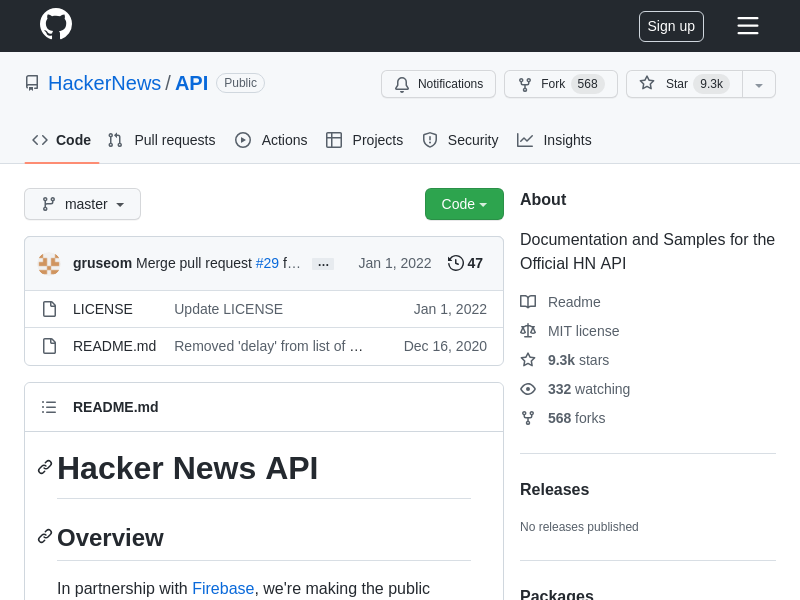 Sign up
HackerNews / API Public
Notifications Fork 568 Star 9.3k
Code Pull requests Actions Projects Security Insights
master Code
gruseom Merge pull request #29 f… … Jan 1, 2022 47
LICENSE Update LICENSE Jan 1, 2022
README.md Removed 'delay' from list of … Dec 16, 2020
README.md
Hacker News API
Overview
In partnership with Firebase, we're making the public
About
Documentation and Samples for the
Official HN API
Readme
MIT license
9.3k stars
332 watching
568 forks
Releases
No releases published
Packages